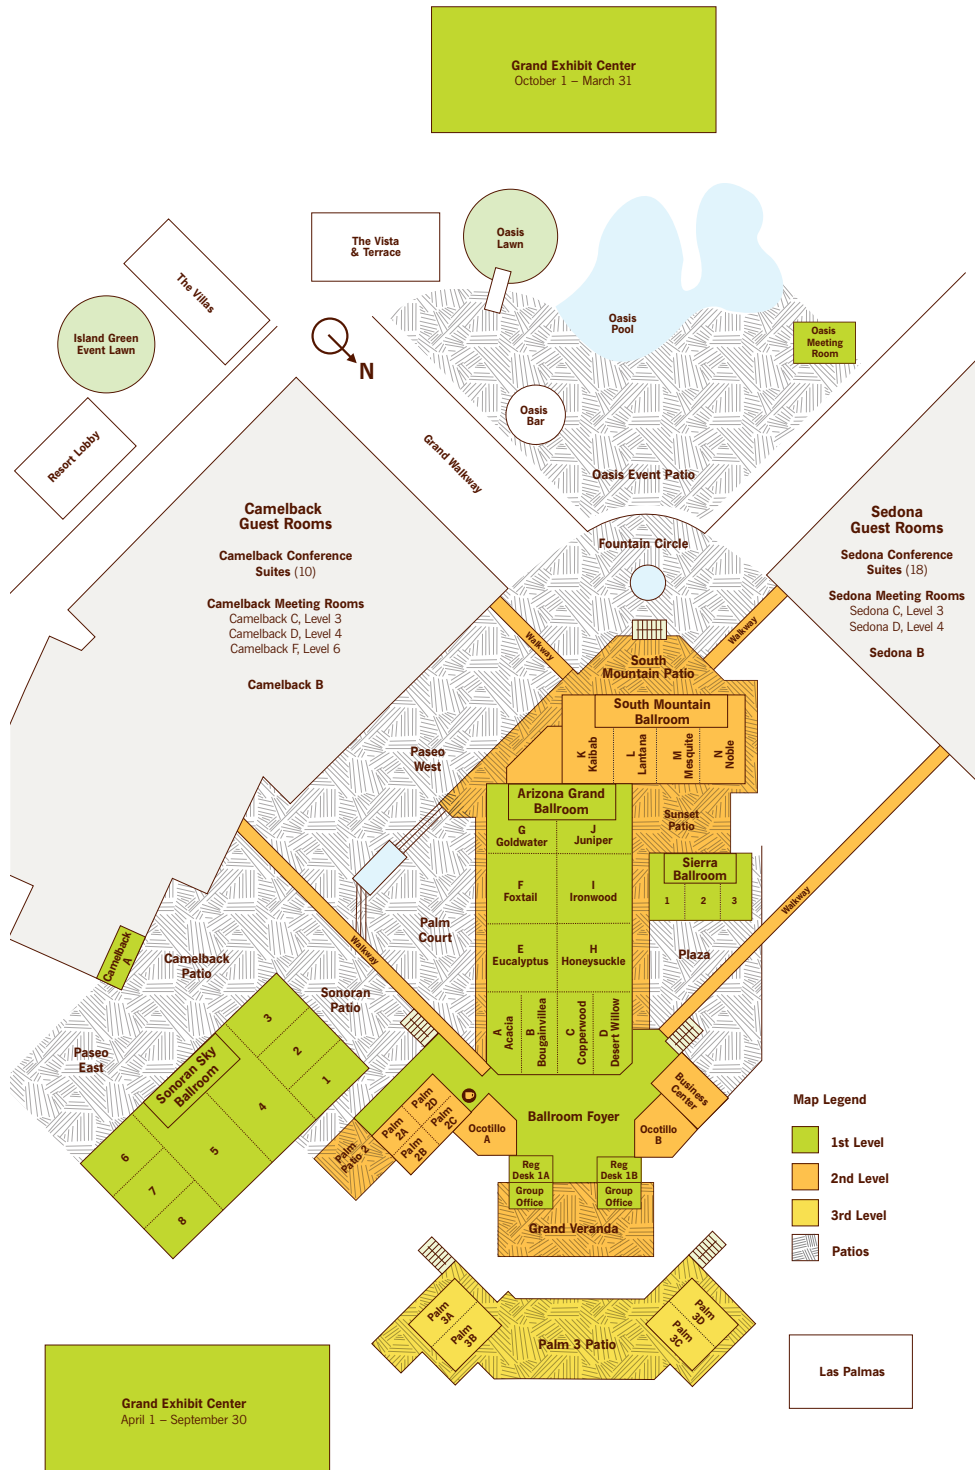 Grand Exhibit Center
October 1 – March 31
The Vista
& Terrace
Oasis
Lawn
The Villas
Island Green
Event Lawn
Oasis
Pool
Oasis
Meeting
Room
N
Resort Lobby
Oasis
Bar
Grand Walkway
Oasis Event Patio
Camelback
Guest Rooms
Camelback Conference
Suites (10)
Camelback Meeting Rooms
Camelback C, Level 3
Camelback D, Level 4
Camelback F, Level 6
Camelback B
Sedona
Guest Rooms
Sedona Conference
Suites (18)
Sedona Meeting Rooms
Sedona C, Level 3
Sedona D, Level 4
Sedona B
Fountain Circle
Walkway
Walkway
South
Mountain Patio
South Mountain
Ballroom
K
Kaibab
L
Lantana
M
Mesquite
N
Noble
Paseo
West
Arizona Grand
Ballroom
G
Goldwater
J
Juniper
Sunset
Patio
F
Foxtail
I
Ironwood
Sierra
Ballroom
1
2
3
Walkway
Palm
Court
E
Eucalyptus
H
Honeysuckle
Plaza
Walkway
Camelback
A
Camelback
Patio
Sonoran
Patio
A
Acacia
B
Bougainvillea
C
Copperwood
D
Desert Willow
Paseo
East
Sonoran Sky
Ballroom
3
2
1
4
5
6
7
8
Palm
2D
Palm
2C
Palm
2A
Palm
2B
Palm
Patio 2
Ocotillo
A
Ballroom Foyer
Business
Center
Ocotillo
B
Reg
Desk 1A
Reg
Desk 1B
Group
Office
Group
Office
Grand Veranda
Map Legend
1st Level
2nd Level
3rd Level
Patios
Palm
3A
Palm
3B
Palm 3 Patio
Palm
3D
Palm
3C
Las Palmas
Grand Exhibit Center
April 1 – September 30